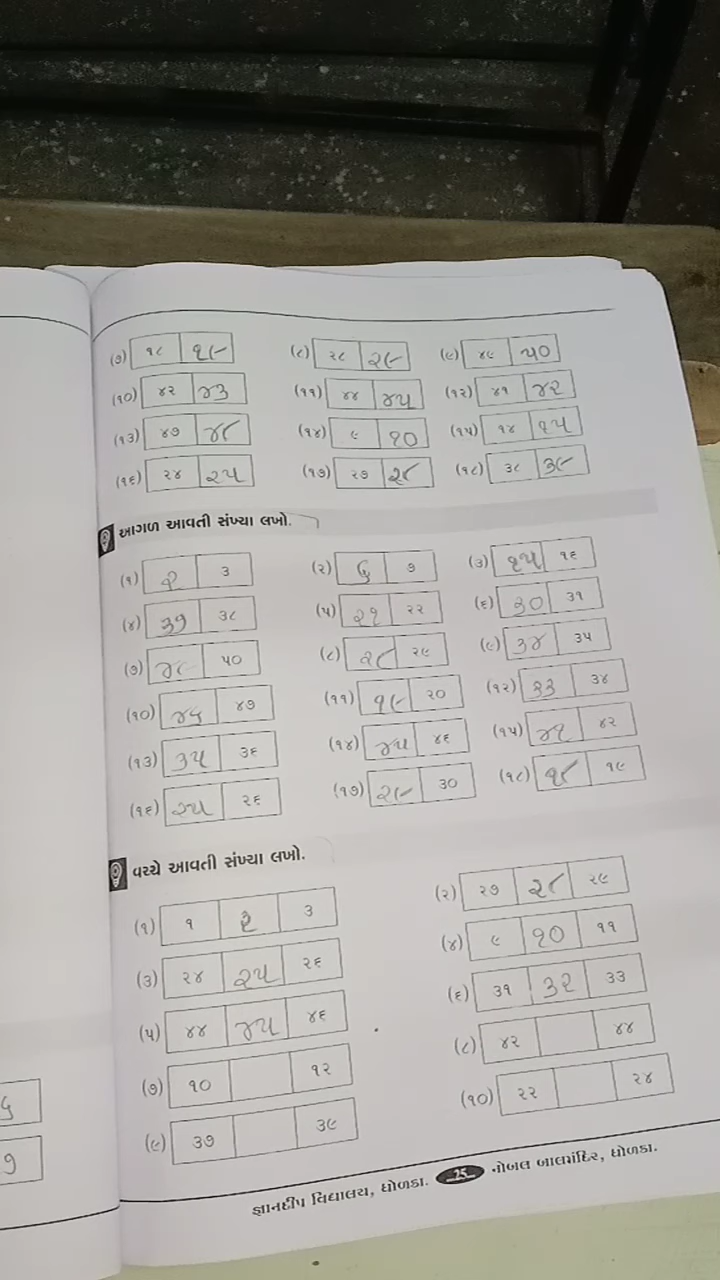 (૭) ૧૮ ૧૯ (૮) ૨૮ ૨૯ (૯) ૪૯ ૫૦
(૧૦) ૪૨ ૪૩ (૧૧) ૪૪ ૪૫ (૧૨) ૪૧ ૪૨
(૧૩) ૪૭ ૪૮ (૧૪) ૯ ૧૦ (૧૫) ૧૪ ૧૫
(૧૬) ૨૪ ૨૫ (૧૭) ૨૭ ૨૮ (૧૮) ૩૮ ૩૯
આગળ આવતી સંખ્યા લખો.
(૧) ૨ ૩ (૨) ૬ ૭ (૩) ૧૫ ૧૬
(૪) ૩૭ ૩૮ (૫) ૨૧ ૨૨ (૬) ૩૦ ૩૧
(૭) ૪૯ ૫૦ (૮) ૨૮ ૨૯ (૯) ૩૪ ૩૫
(૧૦) ૪૬ ૪૭ (૧૧) ૧૯ ૨૦ (૧૨) ૩૩ ૩૪
(૧૩) ૩૫ ૩૬ (૧૪) ૪૫ ૪૬ (૧૫) ૪૧ ૪૨
(૧૬) ૨૫ ૨૬ (૧૭) ૨૯ ૩૦ (૧૮) ૧૮ ૧૯
વચ્ચે આવતી સંખ્યા લખો.
(૧) ૧ ૨ ૩ (૨) ૨૭ ૨૮ ૨૯
(૩) ૨૪ ૨૫ ૨૬ (૪) ૯ ૧૦ ૧૧
(૫) ૪૪ ૪૫ ૪૬ (૬) ૩૧ ૩૨ ૩૩
(૭) ૧૦ ૧૨ (૮) ૪૨ ૪૪
(૯) ૩૭ ૩૯ (૧૦) ૨૨ ૨૪
૬
૭
જ્ઞાનદીપ વિદ્યાલય, ધોળકા. 25 નોબલ બાલમંદિર, ધોળકા.